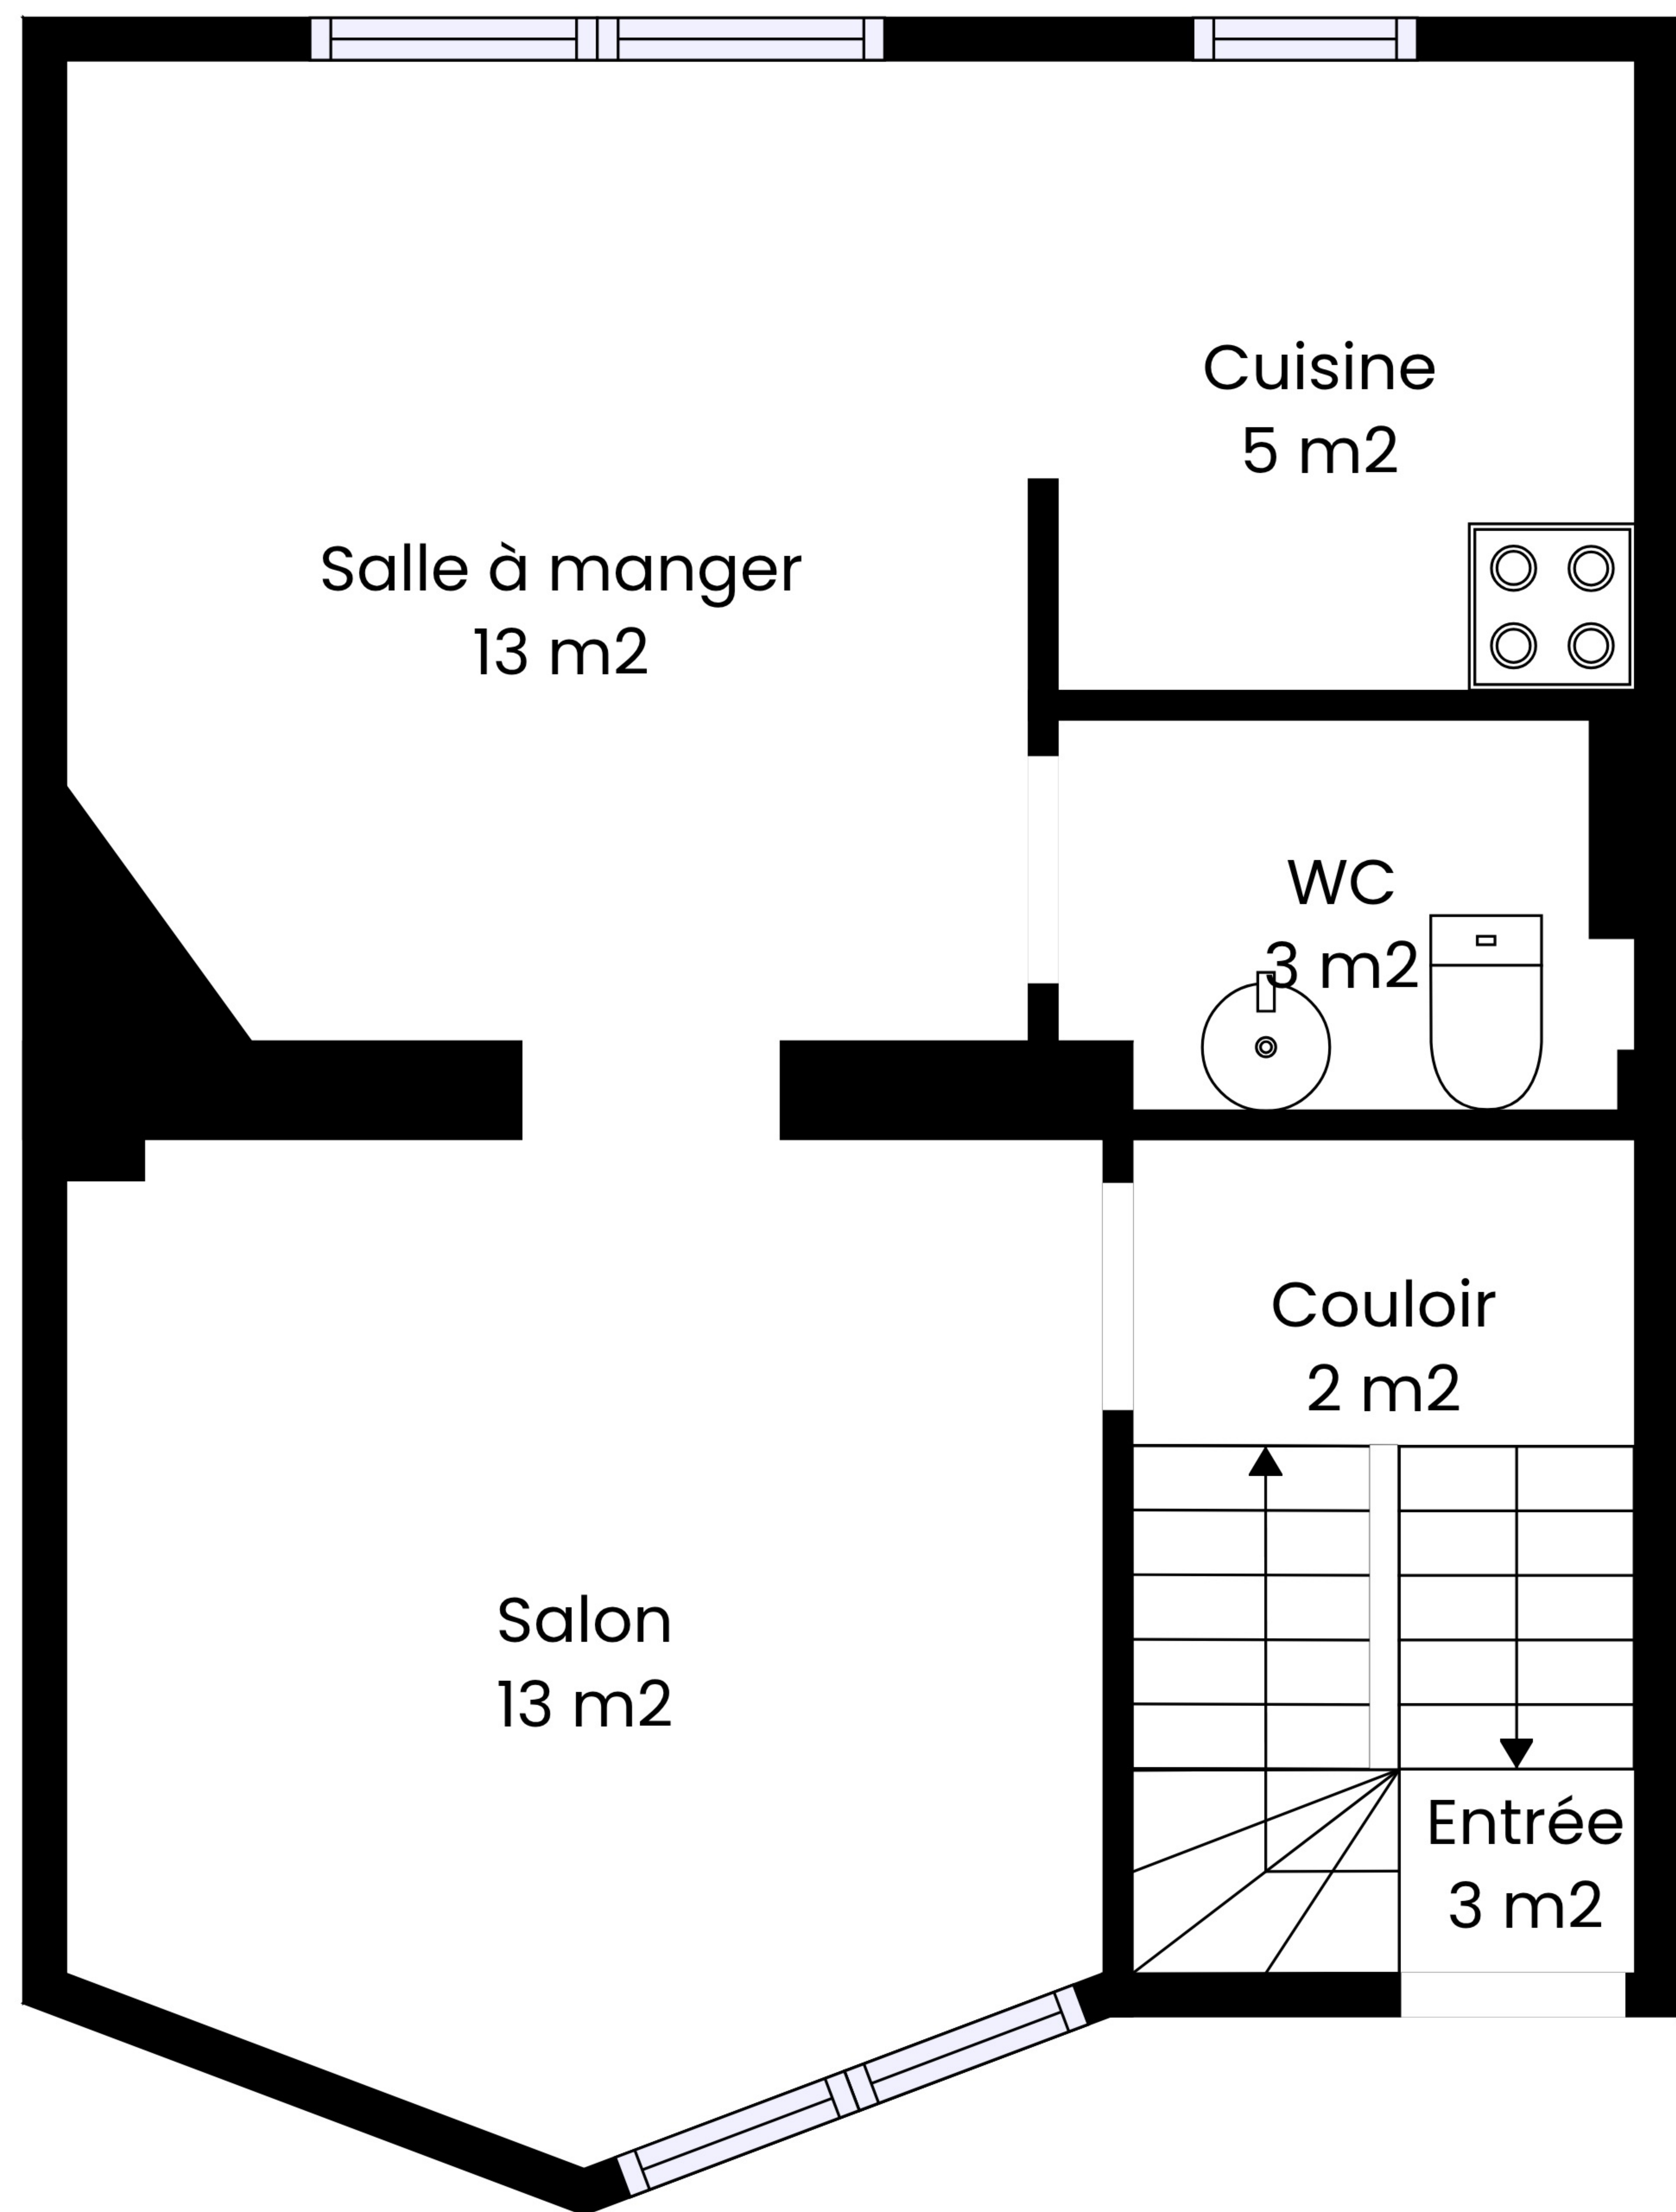 Cuisine
5 m2
Salle à manger
13 m2
WC
3 m2
Couloir
2 m2
Salon
13 m2
Entrée
3 m2